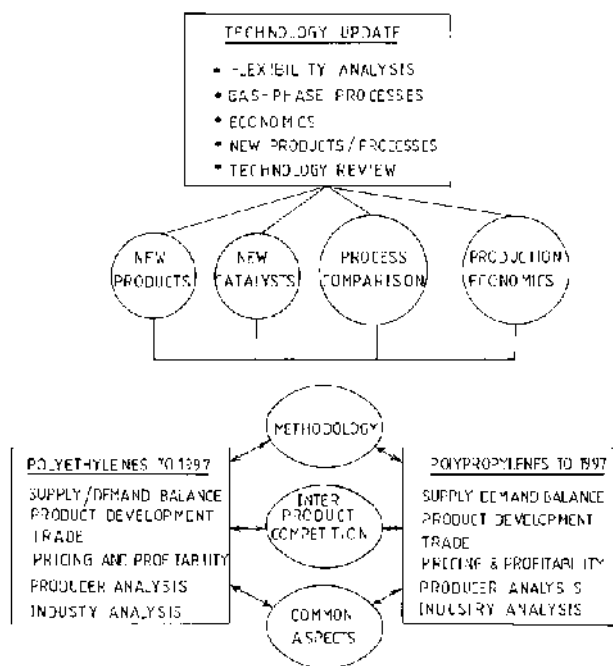 TECHNOLOGY UPDATE
• FLEXIBILITY ANALYSIS
• GAS-PHASE PROCESSES
• ECONOMICS
• NEW PRODUCTS/PROCESSES
• TECHNOLOGY REVIEW
NEW
PRODUCTS
NEW
CATALYSTS
PROCESS
COMPARISON
PRODUCTION
ECONOMICS
METHODOLOGY
POLYETHYLENES TO 1997
SUPPLY/DEMAND BALANCE
PRODUCT DEVELOPMENT
TRADE
PRICING AND PROFITABILITY
PRODUCER ANALYSIS
INDUSTY ANALYSIS
INTER
PRODUCT
COMPETITION
COMMON
ASPECTS
POLYPROPYLENES TO 1997
SUPPLY DEMAND BALANCE
PRODUCT DEVELOPMENT
TRADE
PRICING & PROFITABILITY
PRODUCER ANALYSIS
INDUSTRY ANALYSIS